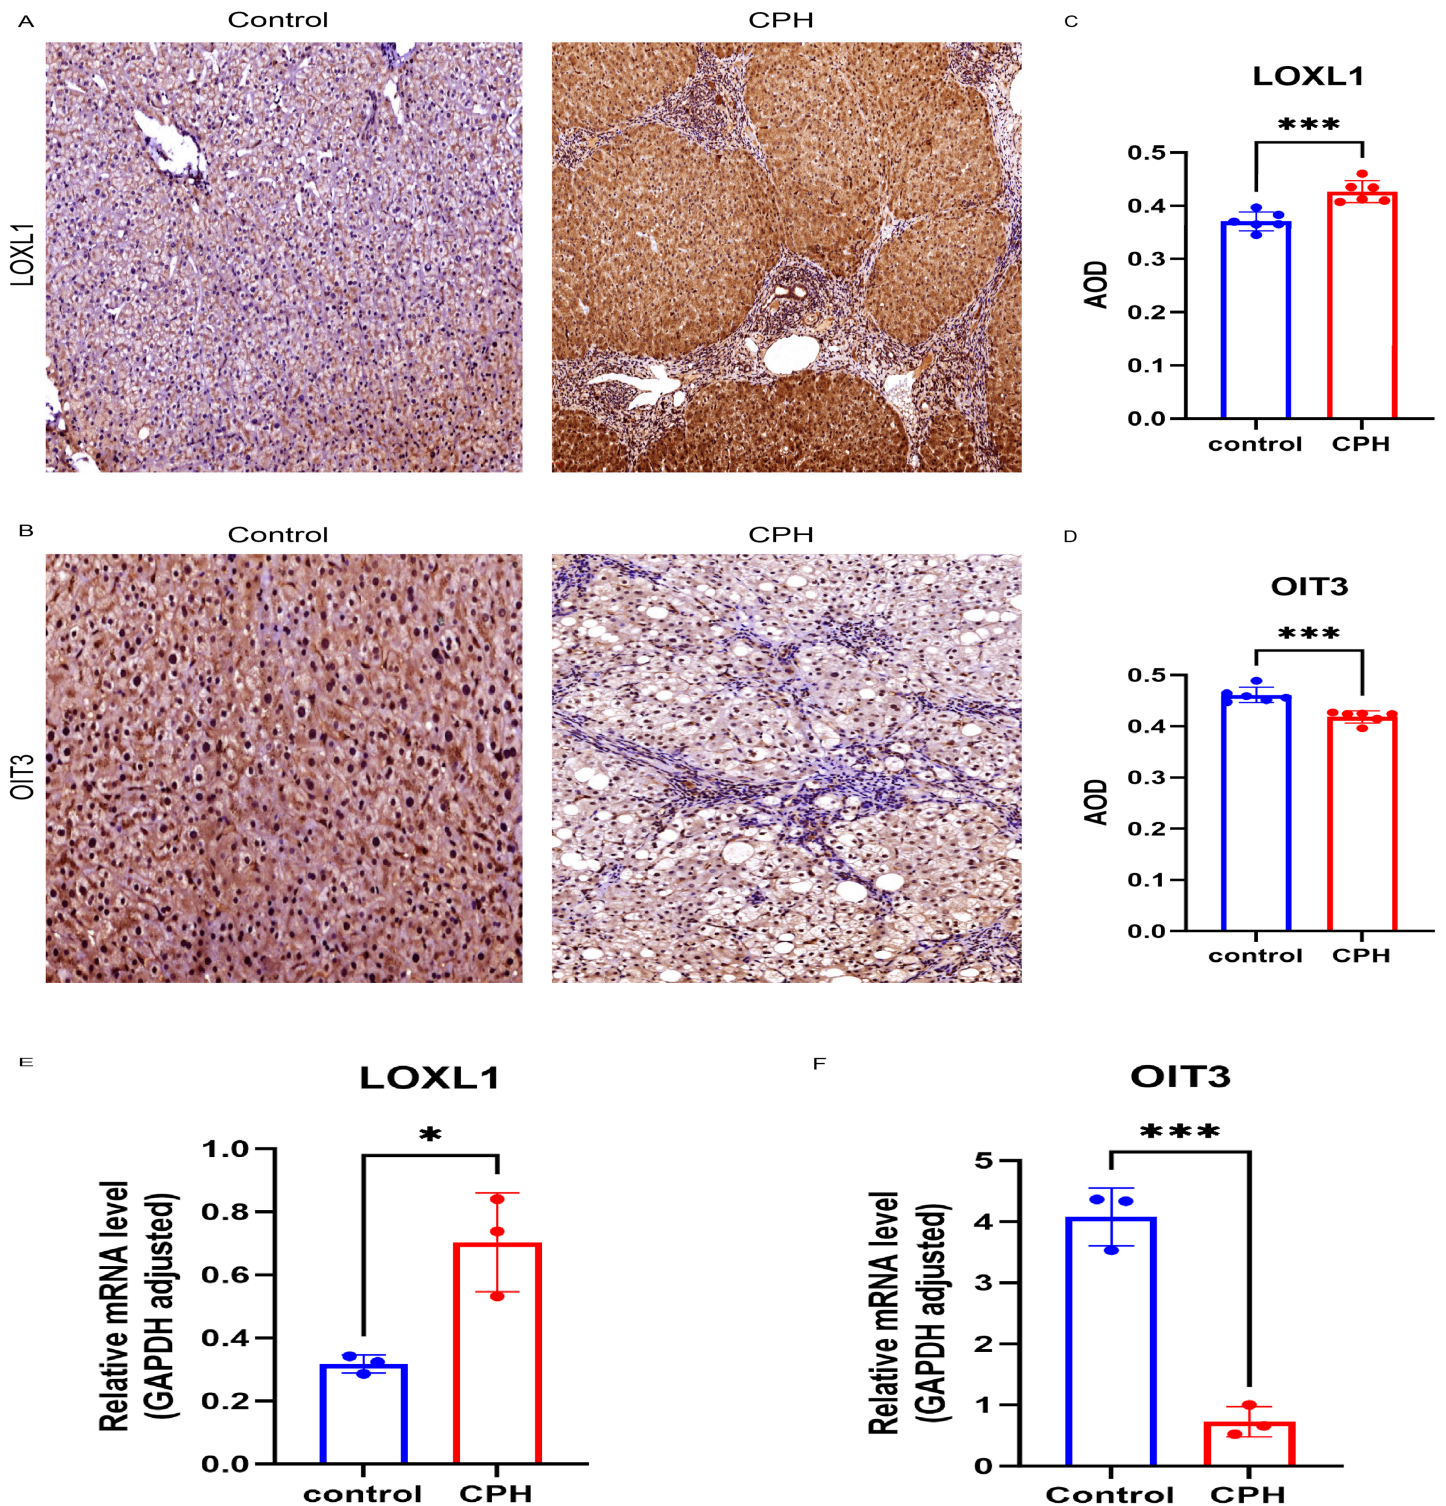 A
Control
CPH
LOXL1
C
LOXL1
***
0.5
0.4
0.3
0.2
0.1
0.0
AOD
control
CPH
B
Control
CPH
OIT3
D
OIT3
***
0.5
0.4
0.3
0.2
0.1
0.0
AOD
control
CPH
E
LOXL1
*
1.0
0.8
0.6
0.4
0.2
0.0
Relative mRNA level
(GAPDH adjusted)
control
CPH
F
OIT3
***
5
4
3
2
1
0
Relative mRNA level
(GAPDH adjusted)
Control
CPH